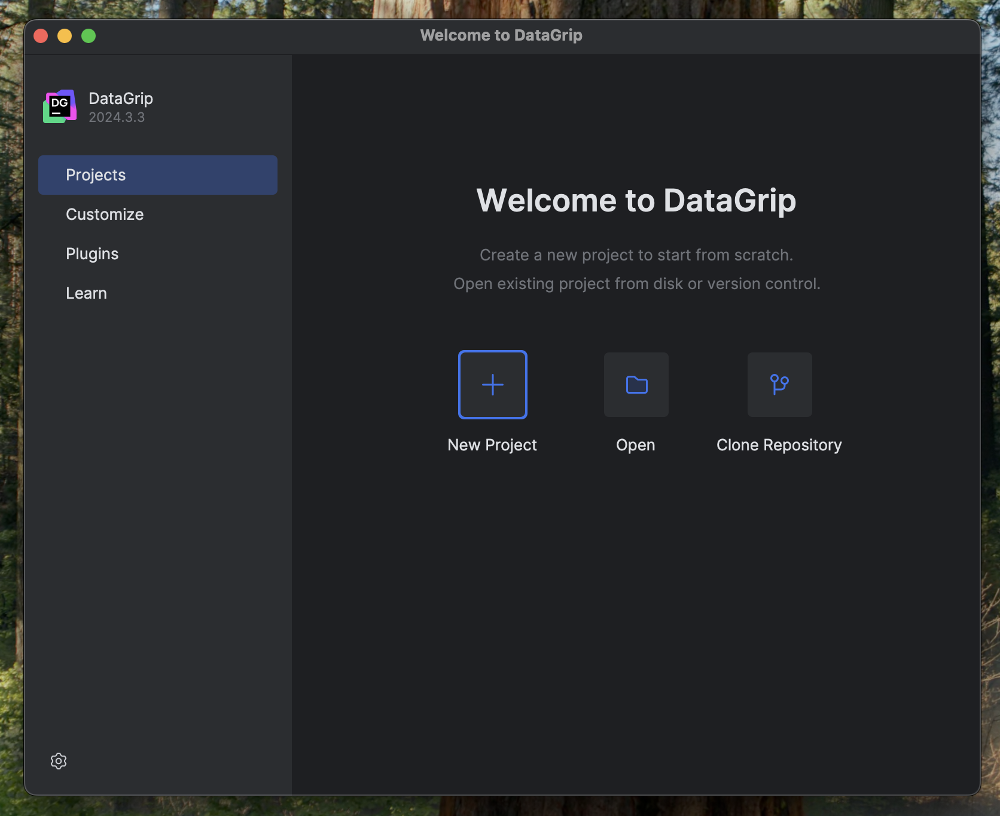 Welcome to DataGrip
DG
DataGrip
2024.3.3
Projects
Customize
Plugins
Learn
Welcome to DataGrip
Create a new project to start from scratch.
Open existing project from disk or version control.
New Project
Open
Clone Repository